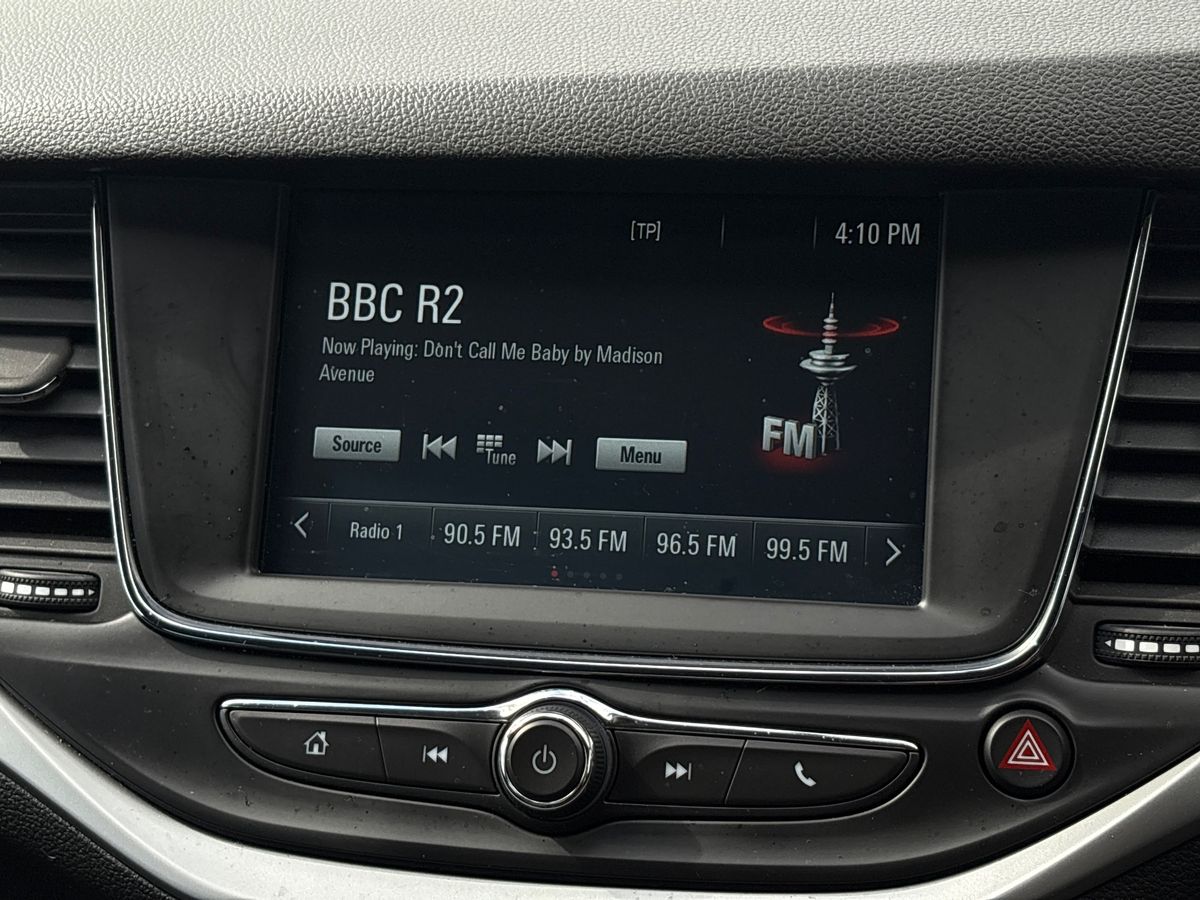 [TP] 4:10 PM
BBC R2
Now Playing: Don't Call Me Baby by Madison
Avenue
FM
Source Tune Menu
Radio 1 90.5 FM 93.5 FM 96.5 FM 99.5 FM